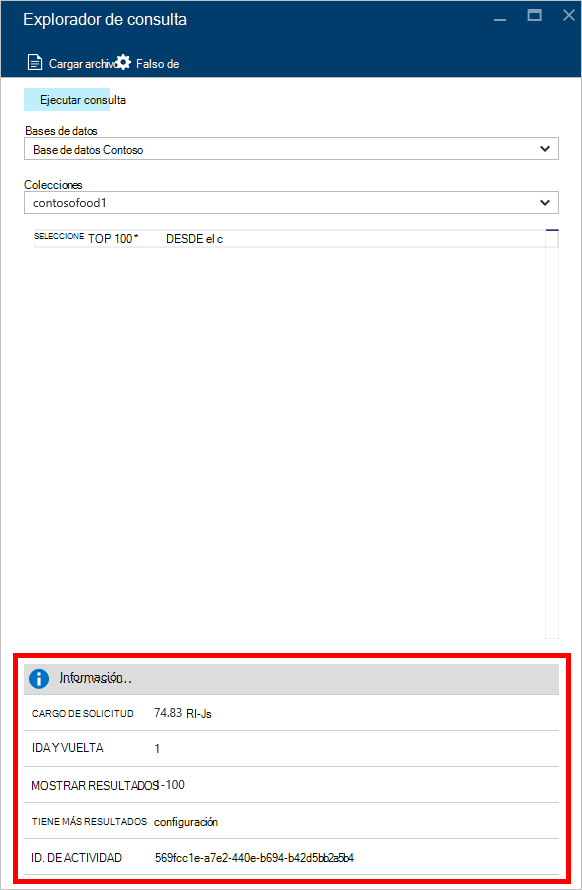 Explorador de consulta
Cargar archivo Falso de
Ejecutar consulta
Bases de datos
Base de datos Contoso
Colecciones
contosofood1
SELECCIONE TOP 100 * DESDE el c
Información..
CARGO DE SOLICITUD 74.83 RI-Js
IDA Y VUELTA 1
MOSTRAR RESULTADOS 1-100
TIENE MÁS RESULTADOS configuración
ID. DE ACTIVIDAD 569fcc1e-a7e2-440e-b694-b42d5bb2a5b4